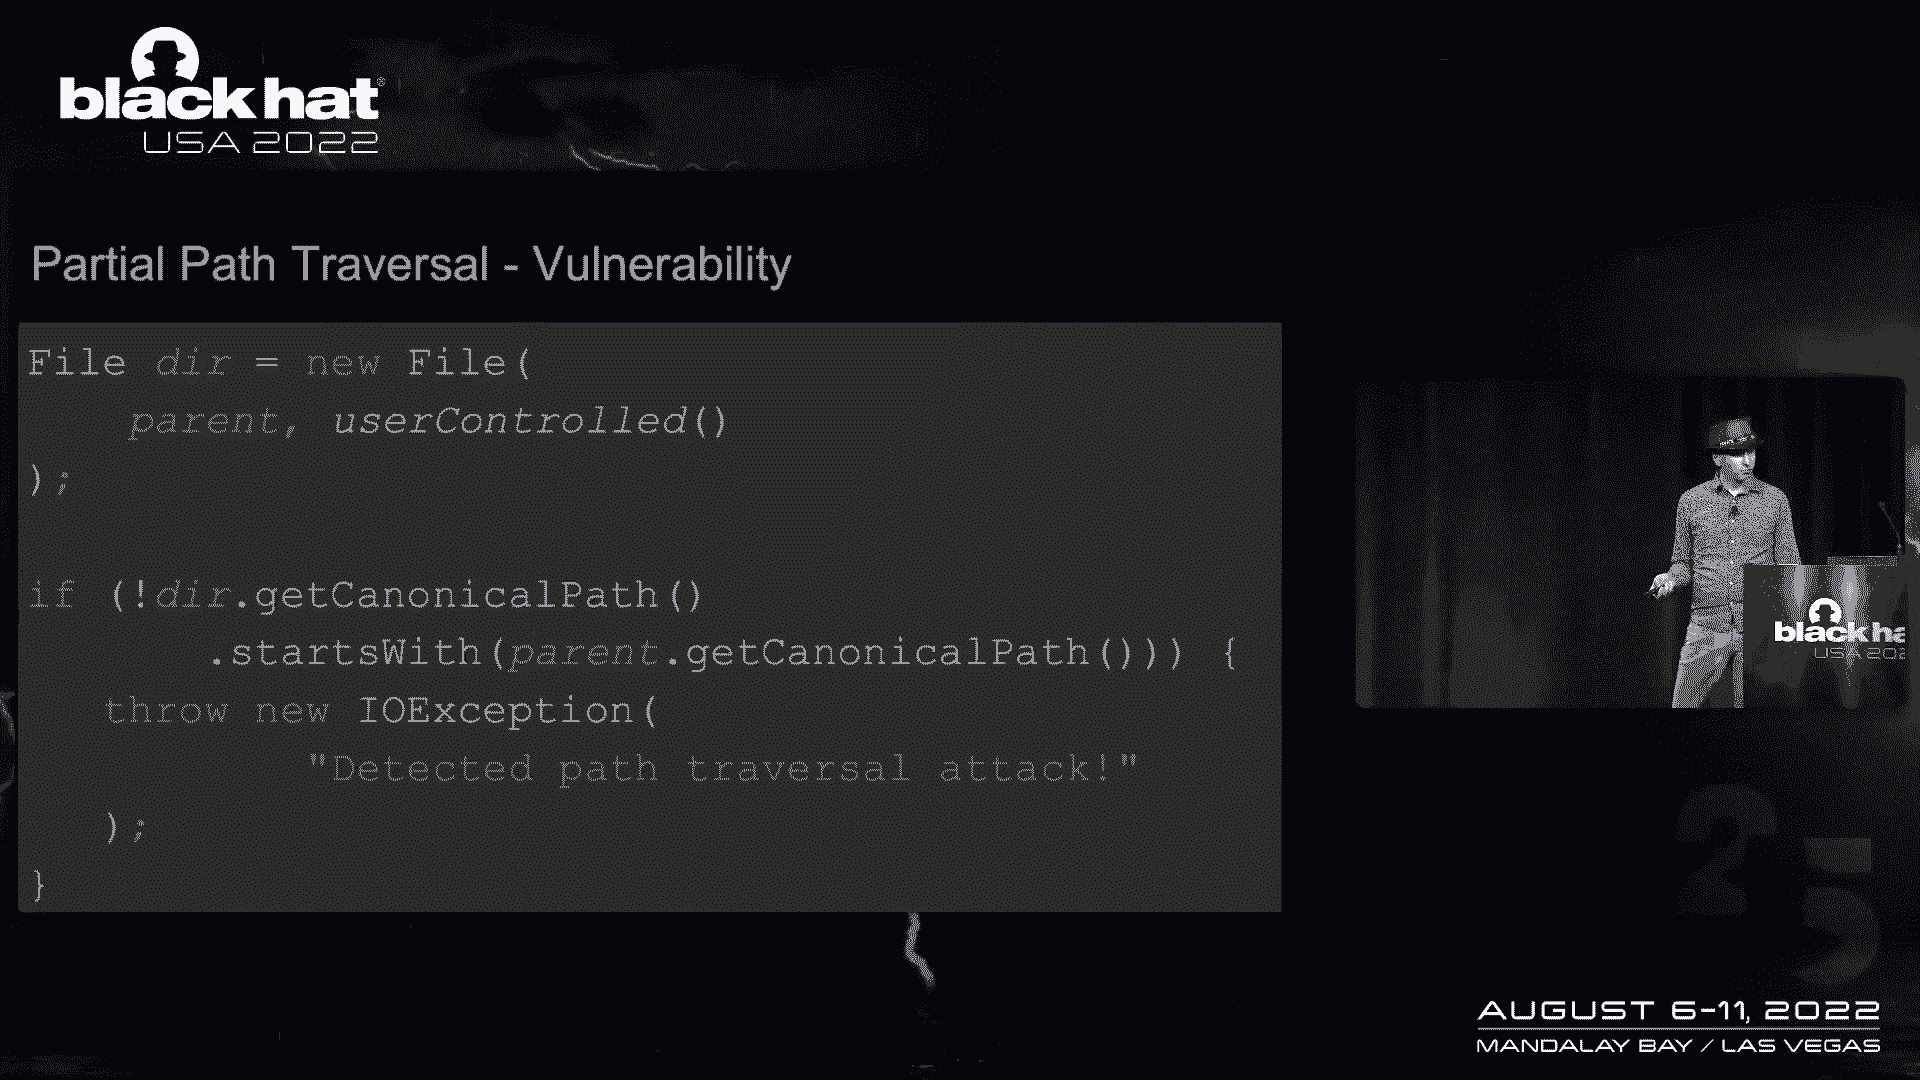 black hat®
USA 2022
Partial Path Traversal - Vulnerability
File dir = new File(
    parent, userControlled()
);
if (!dir.getCanonicalPath()
       .startsWith(parent.getCanonicalPath())) {
   throw new IOException(
           "Detected path traversal attack!"
   );
}
black ha
USA 202
25
AUGUST 6-11, 2022
MANDALAY BAY / LAS VEGAS